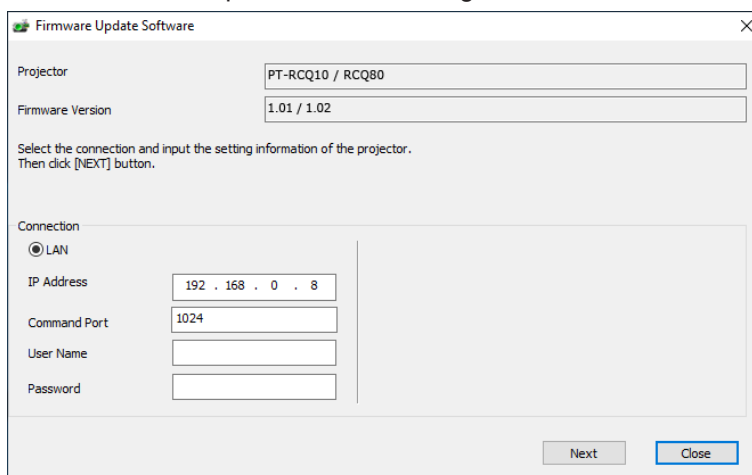 Firmware Update Software
Projector
PT-RCQ10 / RCQ80
Firmware Version
1.01 / 1.02
Select the connection and input the setting information of the projector.
Then click [NEXT] button.
Connection
LAN
IP Address
192 . 168 . 0 . 8
Command Port
1024
User Name
Password
Next
Close